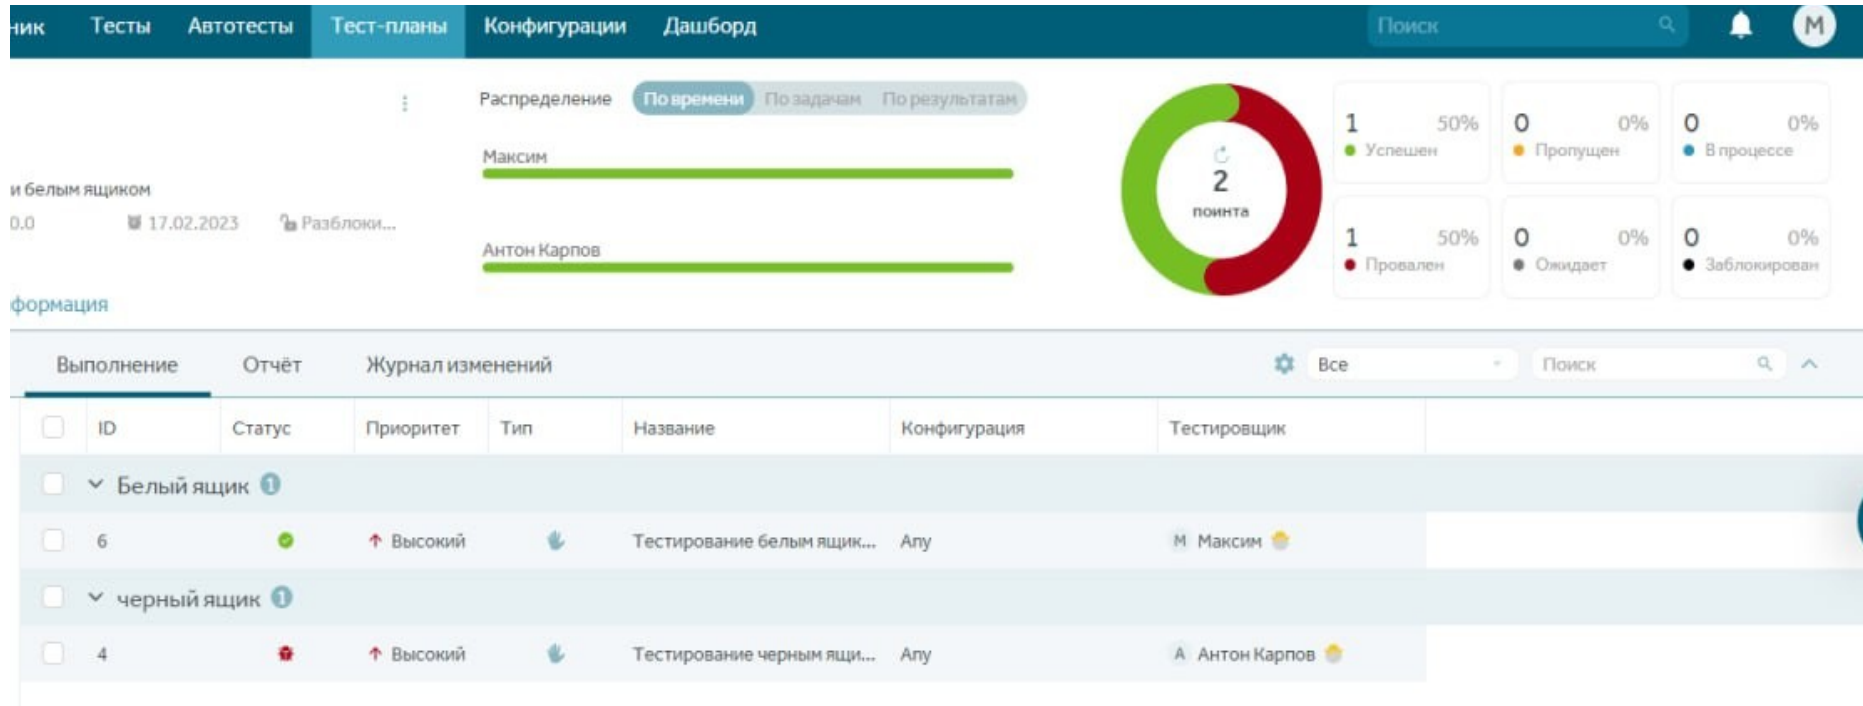 ник Тесты Автотесты Тест-планы Конфигурации Дашборд Поиск М
Распределение По времени По задачам По результатам
Максим
и белым ящиком
0.0 17.02.2023 Разблоки...
Антон Карпов
формация
2
поинта
1 50%
Успешен
0 0%
Пропущен
0 0%
В процессе
1 50%
Провален
0 0%
Ожидает
0 0%
Заблокирован
Выполнение Отчёт Журнал изменений Все Поиск
ID Статус Приоритет Тип Название Конфигурация Тестировщик
Белый ящик 1
6 Высокий Тестирование белым ящик... Any М Максим
черный ящик 1
4 Высокий Тестирование черным ящи... Any А Антон Карпов